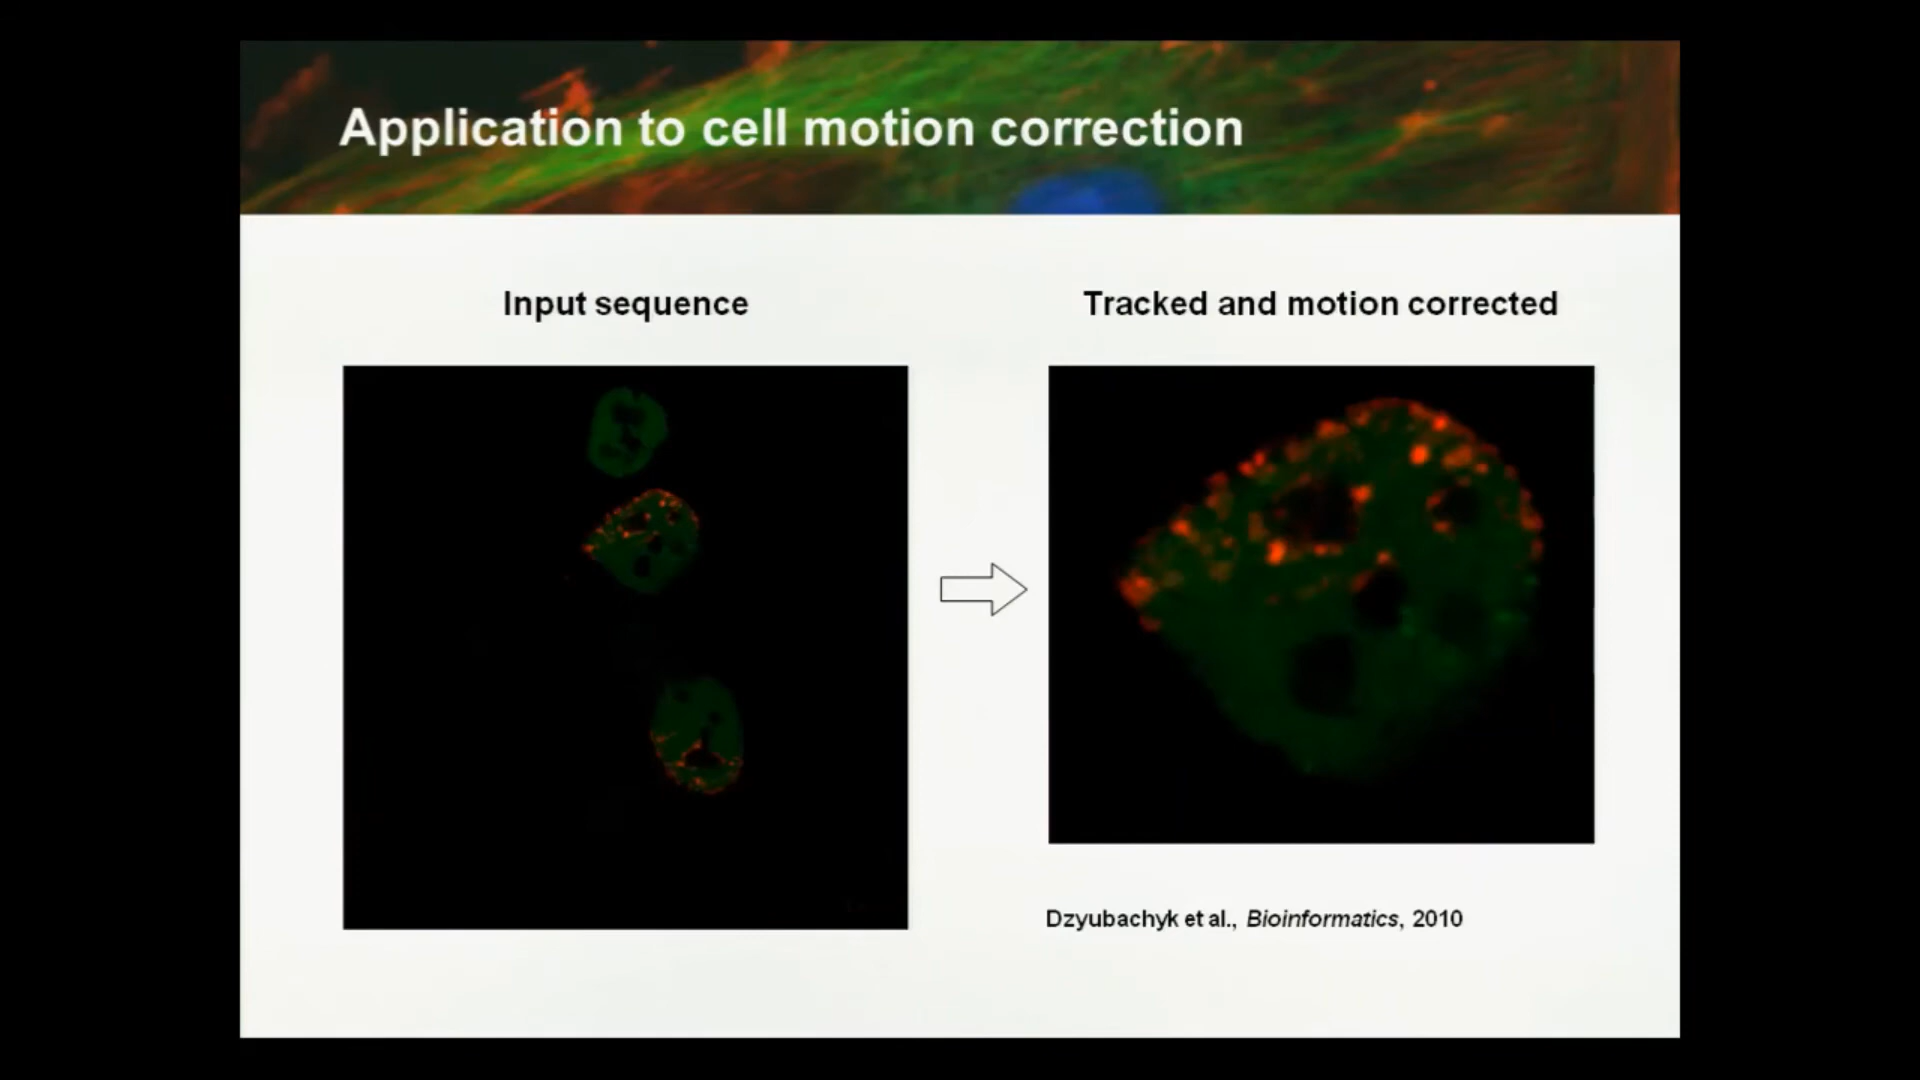 Application to cell motion correction
Input sequence
Tracked and motion corrected
Dzyubachyk et al., Bioinformatics, 2010